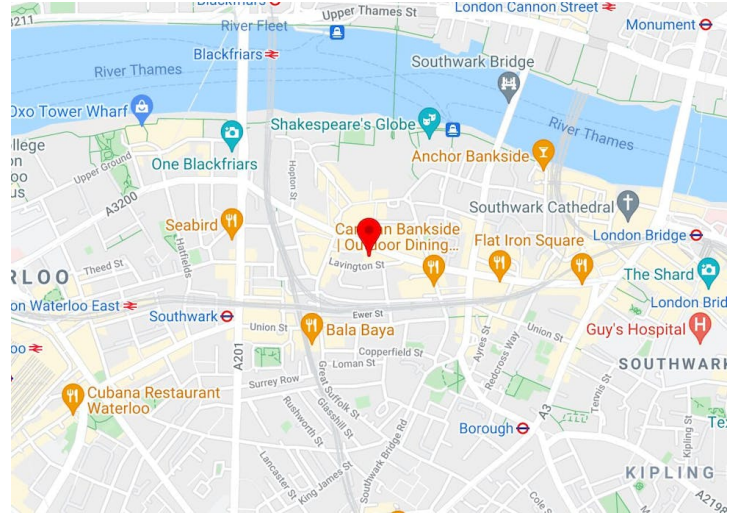 Upper Thames St
London Cannon Street
Monument
River Fleet
Blackfriars
River Thames
Southwark Bridge
Oxo Tower Wharf
Shakespeare's Globe
River Thames
Upper Ground
One Blackfriars
Hopton St
Anchor Bankside
A3200
Southwark Cathedral
Seabird
Hatfields
Bankside
| Outdoor Dining...
Flat Iron Square
London Bridge
Theed St
Lavington St
The Shard
on Waterloo East
Southwark
Ewer St
London Brid
Union St
Bala Baya
Ayres St
Redcross Way
Union St
Guy's Hospital
A201
Copperfield St
Loman St
SOUTHWARK
Surrey Row
Great Suffolk St
Cubana Restaurant
Waterloo
Rushworth St
Glasshill St
A3
Borough
Southwark Bridge Rd
Kipling St
Lancaster St
King James St
KIPLING
A2198